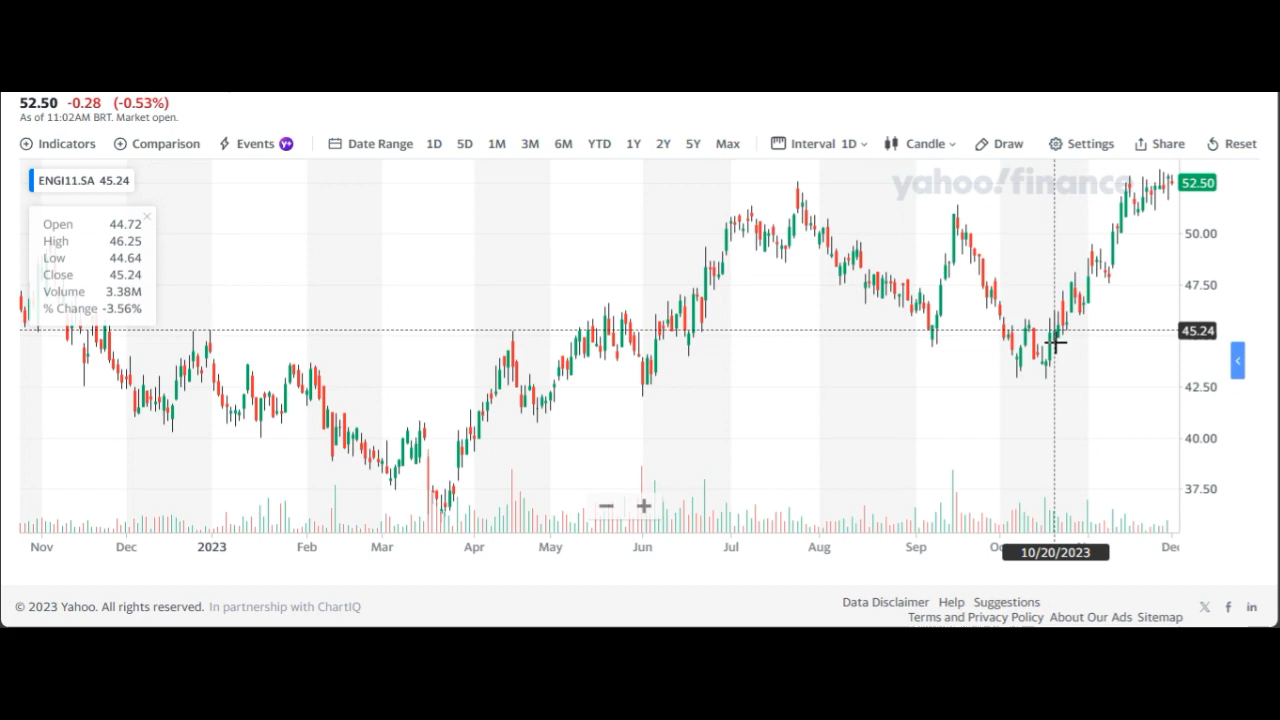 52.50 -0.28 (-0.53%)
As of 11:02AM BRT. Market open.
Indicators Comparison Events Y+ Date Range 1D 5D 1M 3M 6M YTD 1Y 2Y 5Y Max Interval 1D Candle Draw Settings Share Reset
ENGI11.SA 45.24
yahoo!finance
52.50
Open 44.72
High 46.25
Low 44.64
Close 45.24
Volume 3.38M
% Change -3.56%
50.00
47.50
45.24
42.50
40.00
37.50
Nov Dec 2023 Feb Mar Apr May Jun Jul Aug Sep
10/20/2023
© 2023 Yahoo. All rights reserved. In partnership with ChartIQ
Data Disclaimer Help Suggestions
Terms and Privacy Policy About Our Ads Sitemap
X f in